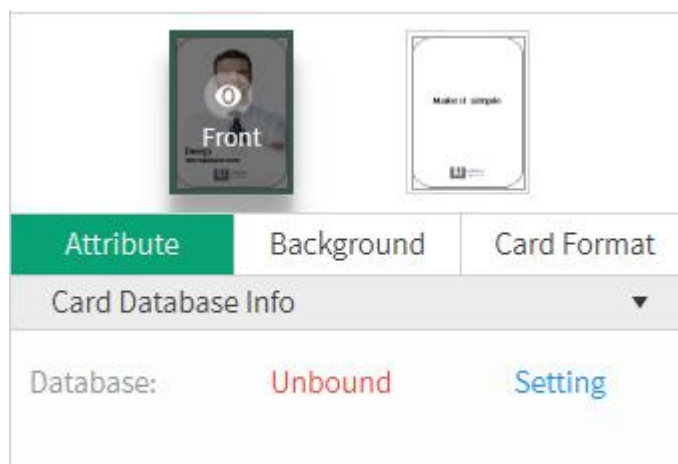 Front
Make it simple
Attribute
Background
Card Format
Card Database Info
Database:
Unbound
Setting